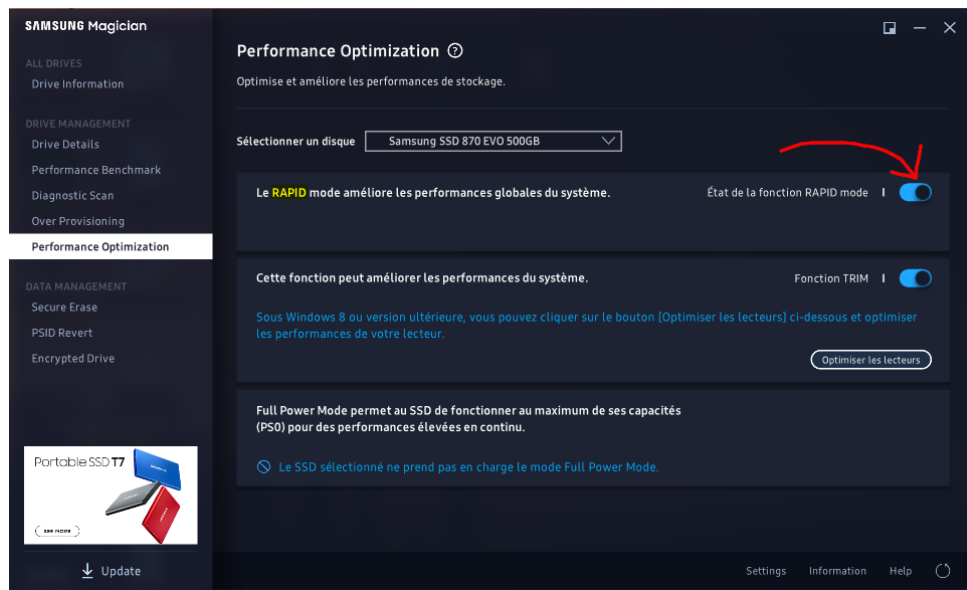 SAMSUNG Magician
ALL DRIVES
Drive Information
DRIVE MANAGEMENT
Drive Details
Performance Benchmark
Diagnostic Scan
Over Provisioning
Performance Optimization
DATA MANAGEMENT
Secure Erase
PSID Revert
Encrypted Drive
Portable SSD T7
SEE MORE
Update
Performance Optimization ?
Optimise et améliore les performances de stockage.
Sélectionner un disque Samsung SSD 870 EVO 500GB
Le RAPID mode améliore les performances globales du système. État de la fonction RAPID mode I
Cette fonction peut améliorer les performances du système. Fonction TRIM I
Sous Windows 8 ou version ultérieure, vous pouvez cliquer sur le bouton [Optimiser les lecteurs] ci-dessous et optimiser
les performances de votre lecteur.
Optimiser les lecteurs
Full Power Mode permet au SSD de fonctionner au maximum de ses capacités
(PS0) pour des performances élevées en continu.
Le SSD sélectionné ne prend pas en charge le mode Full Power Mode.
Settings Information Help